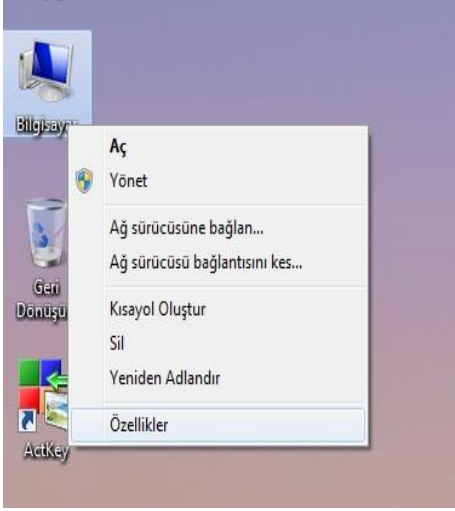 Aç
Yönet
Ağ sürücüsüne bağlan...
Ağ sürücüsü bağlantısını kes...
Kısayol Oluştur
Sil
Yeniden Adlandır
Özellikler
Bilgisayar
Geri
Dönüşü
ActKey